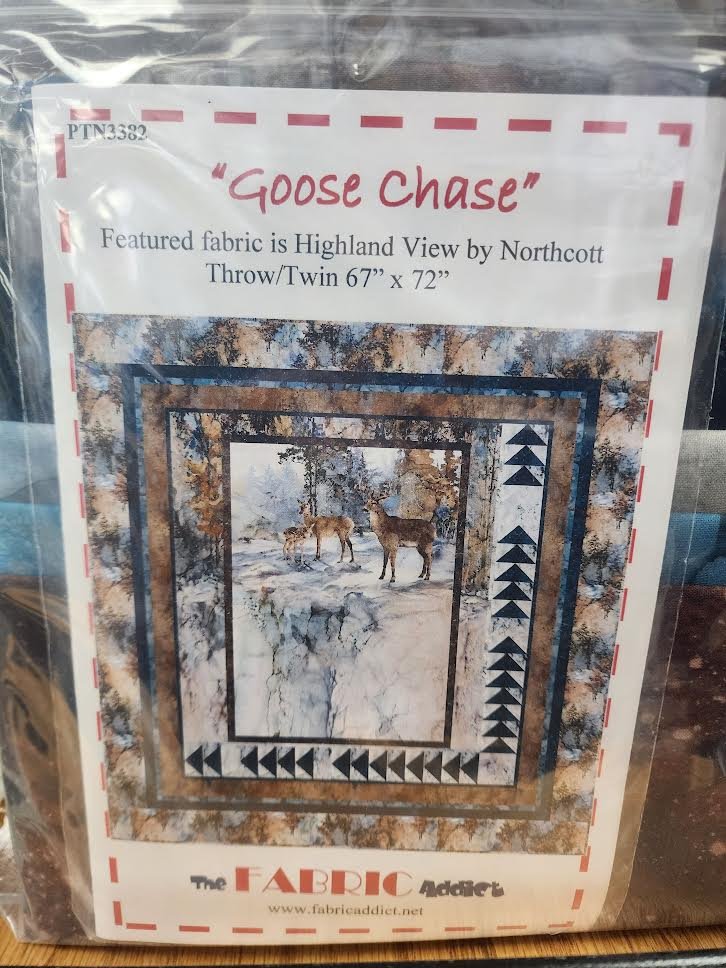 PTN3382
"Goose Chase"
Featured fabric is Highland View by Northcott
Throw/Twin 67" x 72"
The FABRIC Addict
www.fabricaddict.net